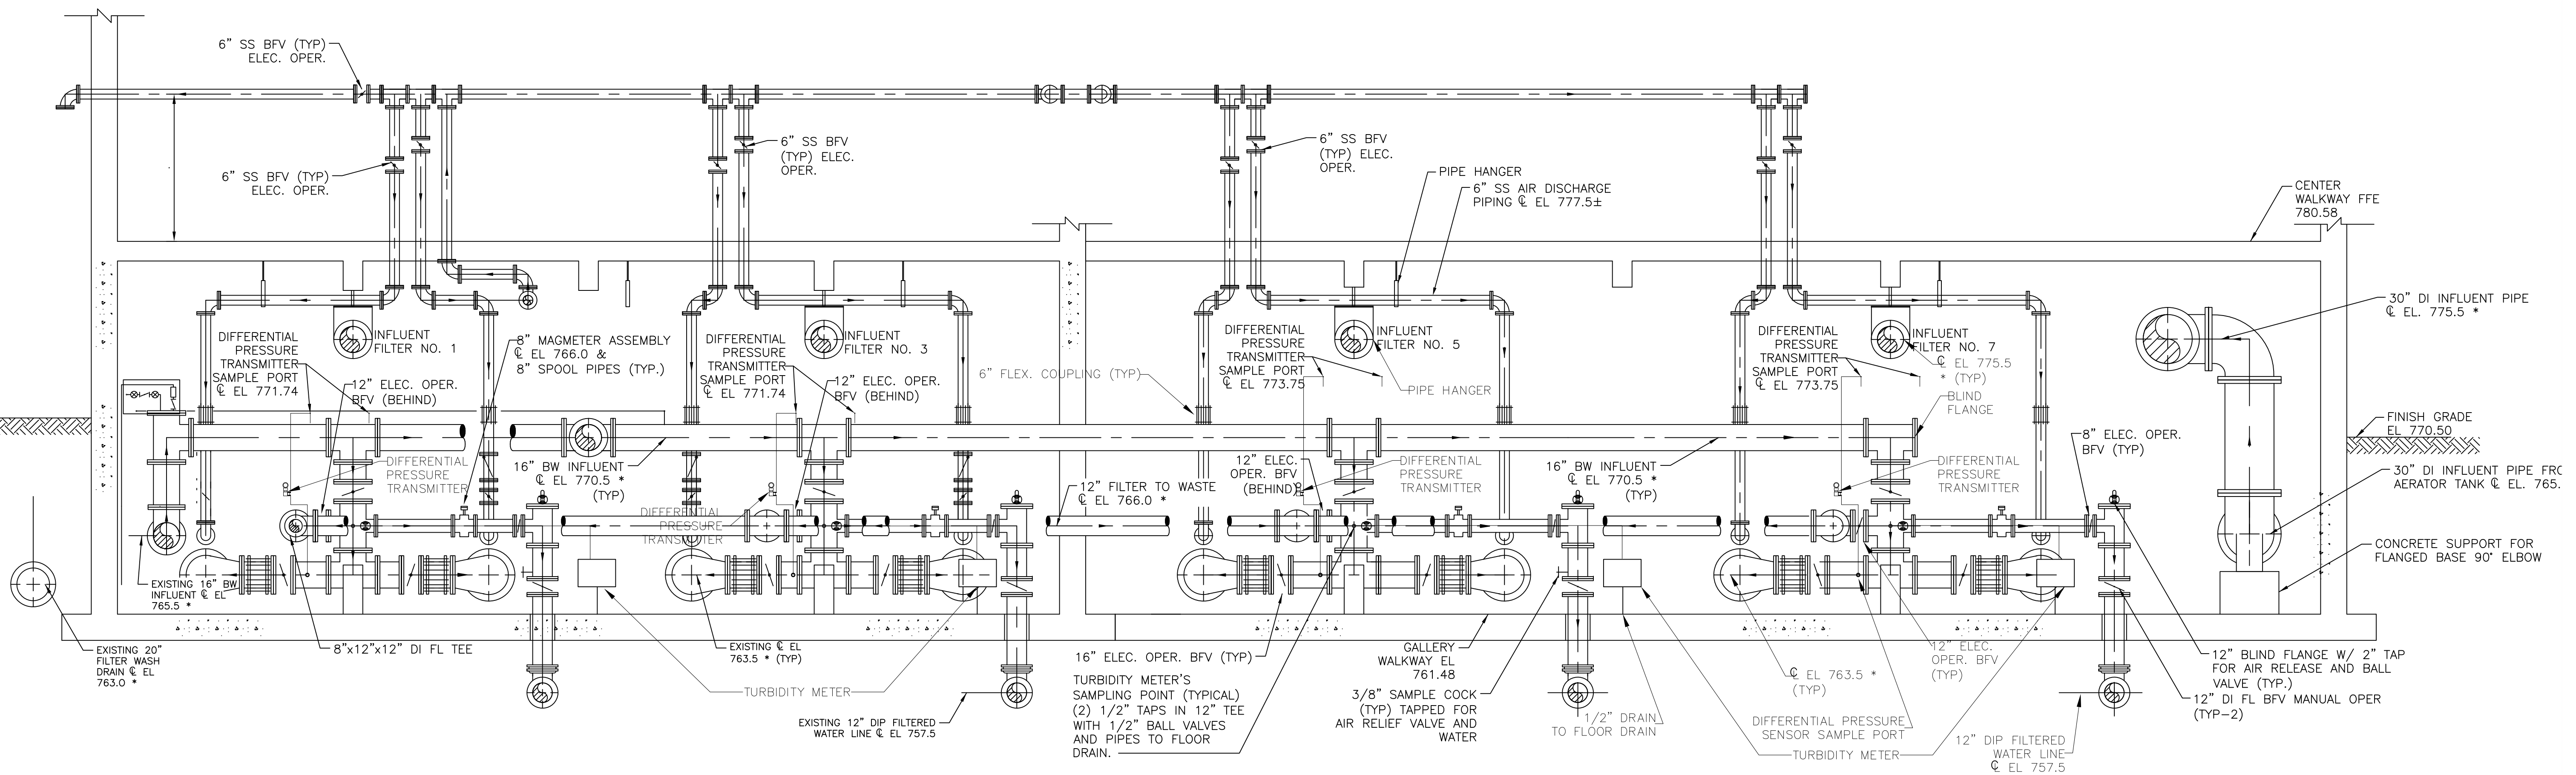 6" SS BFV (TYP)
ELEC. OPER.
6" SS BFV (TYP)
ELEC. OPER.
6" SS BFV
(TYP) ELEC.
OPER.
6" SS BFV
(TYP) ELEC.
OPER.
PIPE HANGER
6" SS AIR DISCHARGE
PIPING ℄ EL 777.5±
CENTER
WALKWAY FFE
780.58
30" DI INFLUENT PIPE
℄ EL. 775.5 *
DIFFERENTIAL
PRESSURE
TRANSMITTER
SAMPLE PORT
℄ EL 771.74
INFLUENT
FILTER NO. 1
12" ELEC. OPER.
BFV (BEHIND)
8" MAGMETER ASSEMBLY
℄ EL 766.0 &
8" SPOOL PIPES (TYP.)
DIFFERENTIAL
PRESSURE
TRANSMITTER
SAMPLE PORT
℄ EL 771.74
INFLUENT
FILTER NO. 3
12" ELEC. OPER.
BFV (BEHIND)
6" FLEX. COUPLING (TYP)
DIFFERENTIAL
PRESSURE
TRANSMITTER
SAMPLE PORT
℄ EL 773.75
INFLUENT
FILTER NO. 5
PIPE HANGER
DIFFERENTIAL
PRESSURE
TRANSMITTER
SAMPLE PORT
℄ EL 773.75
INFLUENT
FILTER NO. 7
℄ EL 775.5
* (TYP)
BLIND
FLANGE
FINISH GRADE
EL 770.50
8" ELEC. OPER.
BFV (TYP)
30" DI INFLUENT PIPE FRO
AERATOR TANK ℄ EL. 765.
DIFFERENTIAL
PRESSURE
TRANSMITTER
16" BW INFLUENT
℄ EL 770.5 *
(TYP)
DIFFERENTIAL
PRESSURE
TRANSMITTER
12" FILTER TO WASTE
℄ EL 766.0 *
12" ELEC.
OPER. BFV
(BEHIND)
DIFFERENTIAL
PRESSURE
TRANSMITTER
16" BW INFLUENT
℄ EL 770.5 *
(TYP)
DIFFERENTIAL
PRESSURE
TRANSMITTER
CONCRETE SUPPORT FOR
FLANGED BASE 90° ELBOW
EXISTING 16" BW
INFLUENT ℄ EL
765.5 *
EXISTING 20"
FILTER WASH
DRAIN ℄ EL
763.0 *
8"x12"x12" DI FL TEE
TURBIDITY METER
EXISTING ℄ EL
763.5 * (TYP)
EXISTING 12" DIP FILTERED
WATER LINE ℄ EL 757.5
16" ELEC. OPER. BFV (TYP)
TURBIDITY METER'S
SAMPLING POINT (TYPICAL)
(2) 1/2" TAPS IN 12" TEE
WITH 1/2" BALL VALVES
AND PIPES TO FLOOR
DRAIN.
GALLERY
WALKWAY EL
761.48
3/8" SAMPLE COCK
(TYP) TAPPED FOR
AIR RELIEF VALVE AND
WATER
1/2" DRAIN
TO FLOOR DRAIN
℄ EL 763.5 *
(TYP)
DIFFERENTIAL PRESSURE
SENSOR SAMPLE PORT
TURBIDITY METER
12" ELEC.
OPER. BFV
(TYP)
12" DIP FILTERED
WATER LINE
℄ EL 757.5
12" BLIND FLANGE W/ 2" TAP
FOR AIR RELEASE AND BALL
VALVE (TYP.)
12" DI FL BFV MANUAL OPER
(TYP-2)